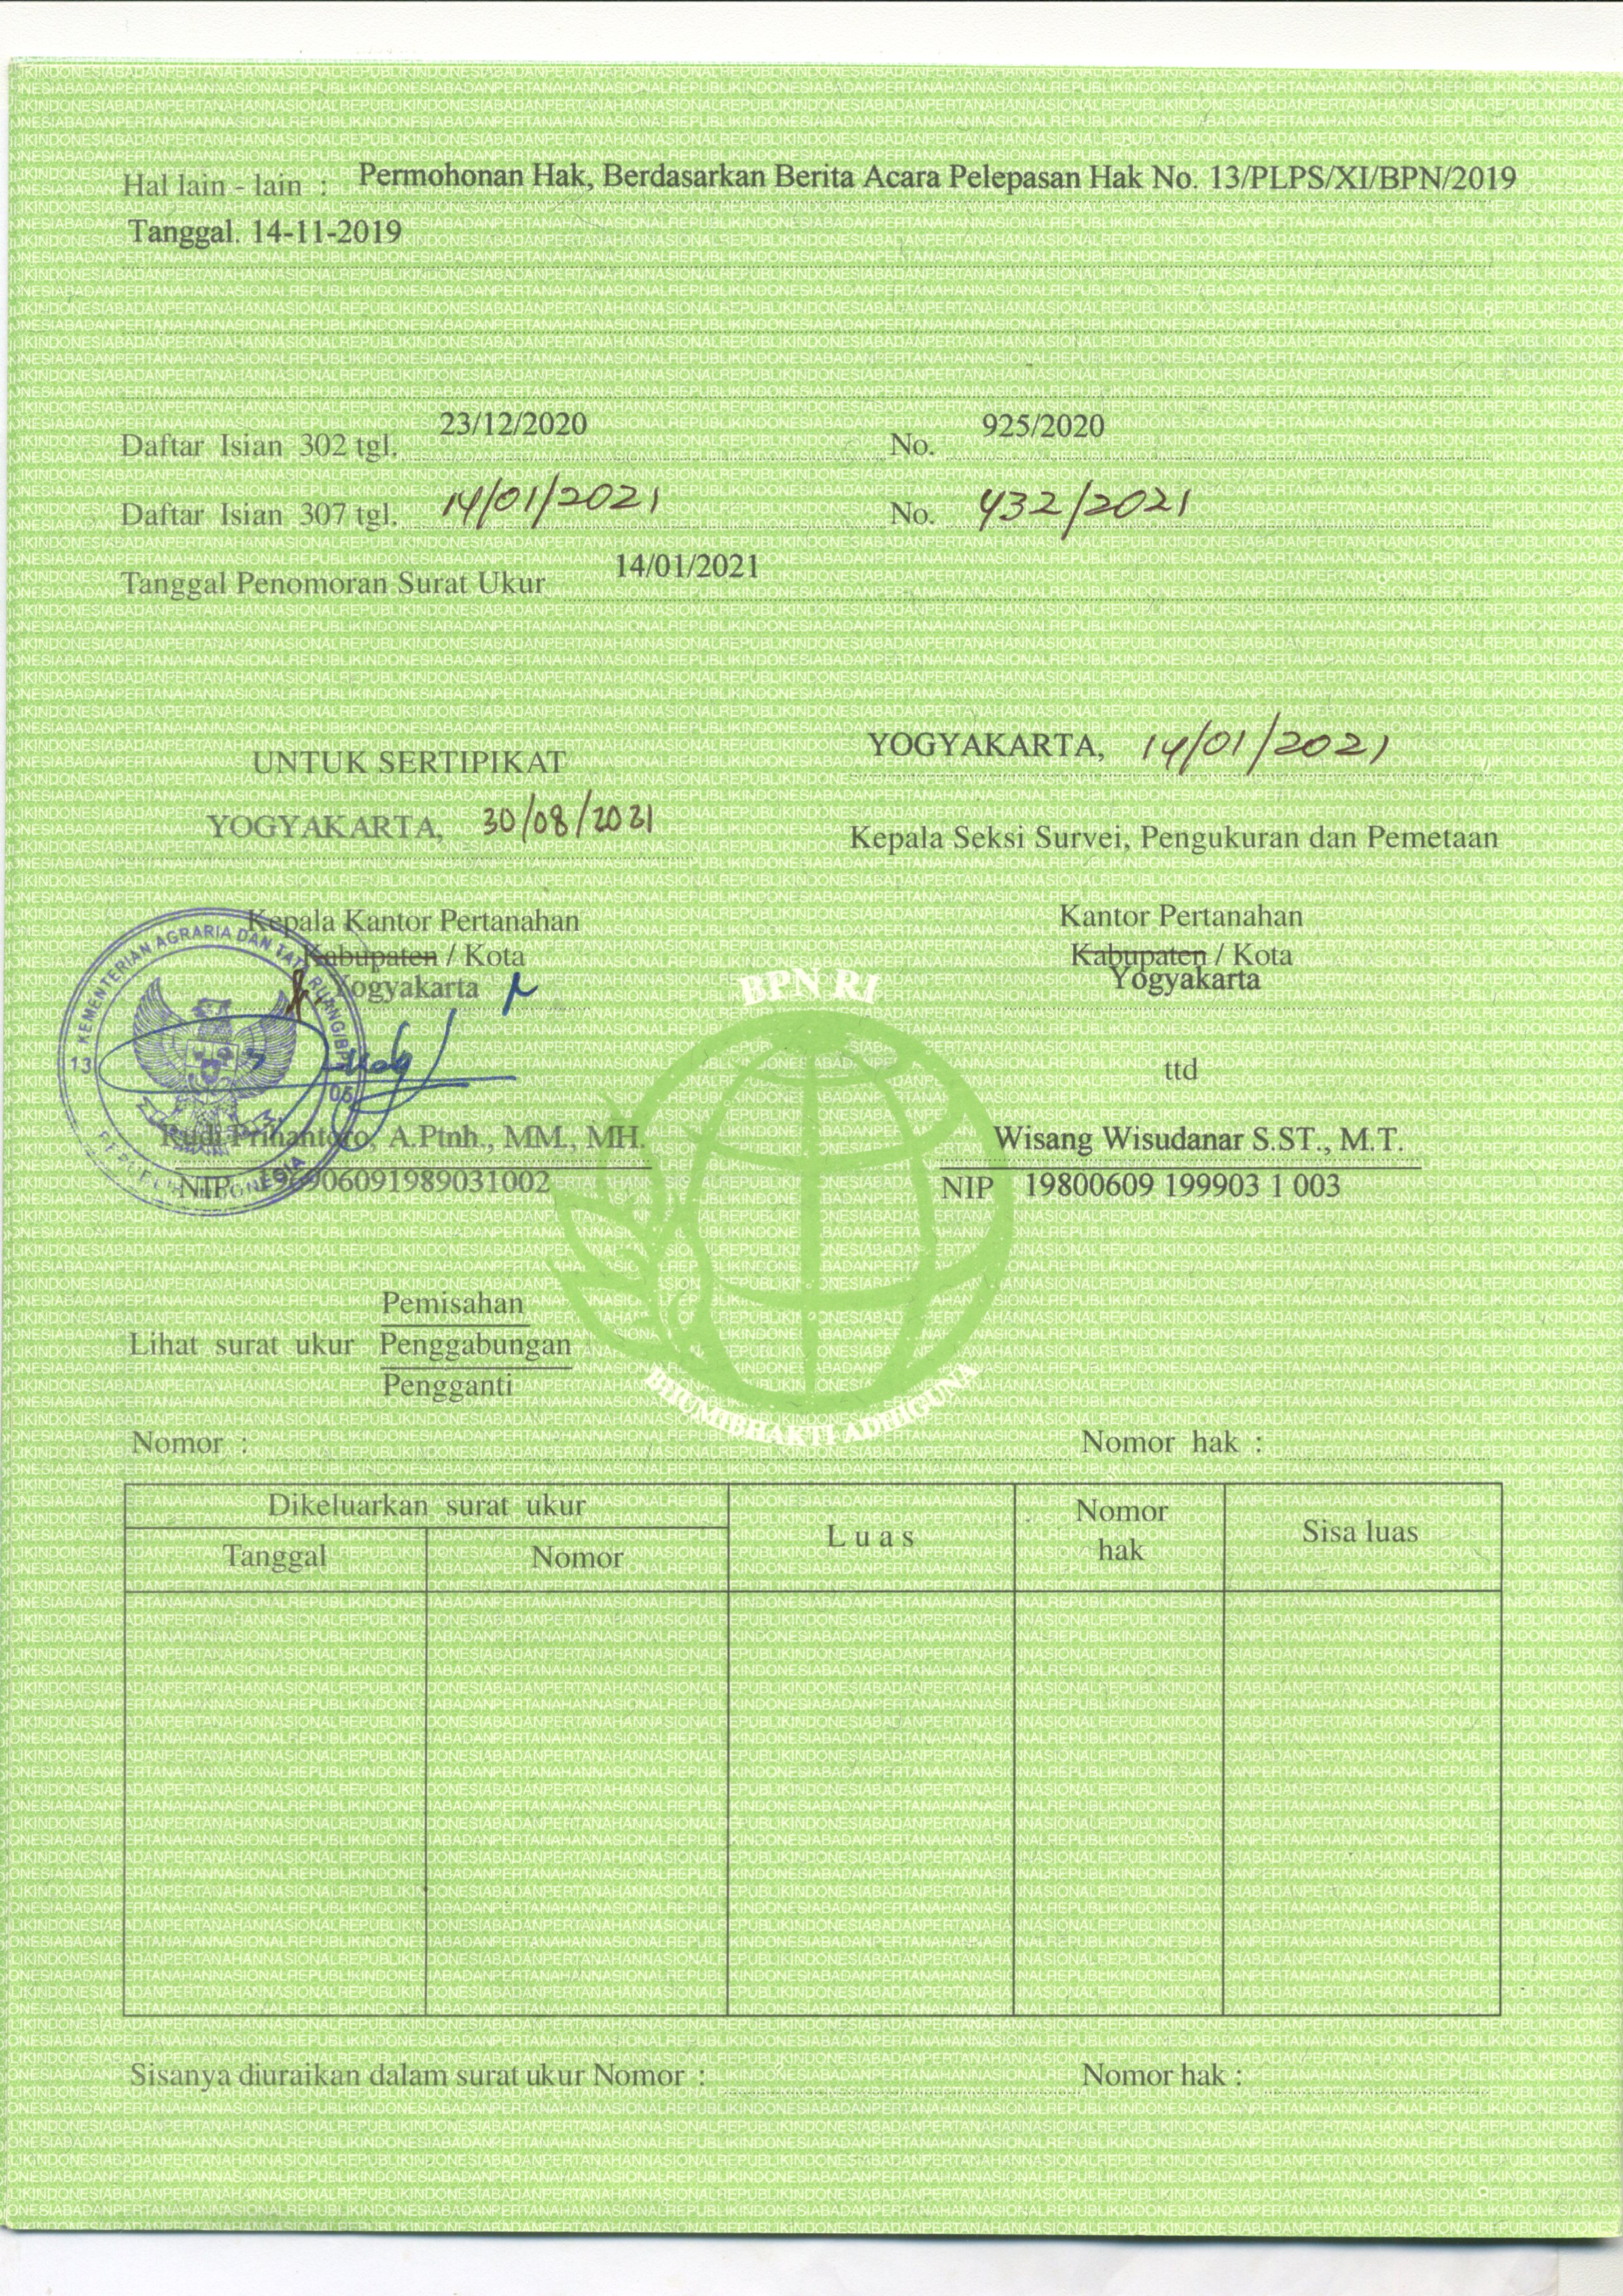 Hal lain - lain : Permohonan Hak, Berdasarkan Berita Acara Pelepasan Hak No. 13/PLPS/XI/BPN/2019
Tanggal. 14-11-2019
Daftar Isian 302 tgl. 23/12/2020 No. 925/2020
Daftar Isian 307 tgl. 14/01/2021 No. 432/2021
Tanggal Penomoran Surat Ukur 14/01/2021
UNTUK SERTIPIKAT
YOGYAKARTA, 30/08/2021
YOGYAKARTA, 14/01/2021
Kepala Seksi Survei, Pengukuran dan Pemetaan
Kepala Kantor Pertanahan
Kabupaten / Kota
Yogyakarta
Kantor Pertanahan
Kabupaten / Kota
Yogyakarta
ttd
KEMENTERIAN AGRARIA DAN TATA RUANG/BPN
13 05
REPUBLIK INDONESIA
Rudi Prihantoro, A.Ptnh., MM., MH.
NIP. 196906091989031002
Wisang Wisudanar S.ST., M.T.
NIP 19800609 199903 1 003
BPN RI
BHUMIBHAKTI ADHIGUNA
Pemisahan
Lihat surat ukur Penggabungan
Pengganti
Nomor : Nomor hak :
Dikeluarkan surat ukur
Tanggal Nomor
Luas
Nomor
hak
Sisa luas
Sisanya diuraikan dalam surat ukur Nomor : Nomor hak :